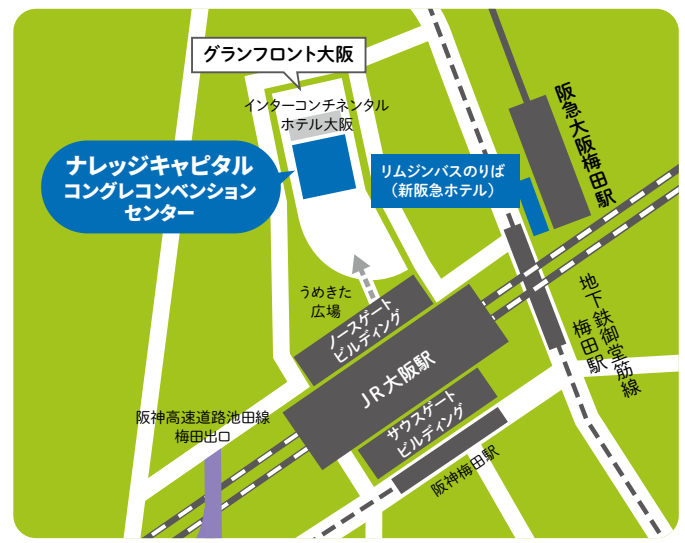 グランフロント大阪
インターコンチネンタル
ホテル大阪
ナレッジキャピタル
コングレコンベンション
センター
リムジンバスのりば
（新阪急ホテル）
阪急大阪梅田駅
うめきた
広場
ノースゲート
ビルディング
JR大阪駅
サウスゲート
ビルディング
地下鉄御堂筋線
梅田駅
阪神高速道路池田線
梅田出口
阪神梅田駅